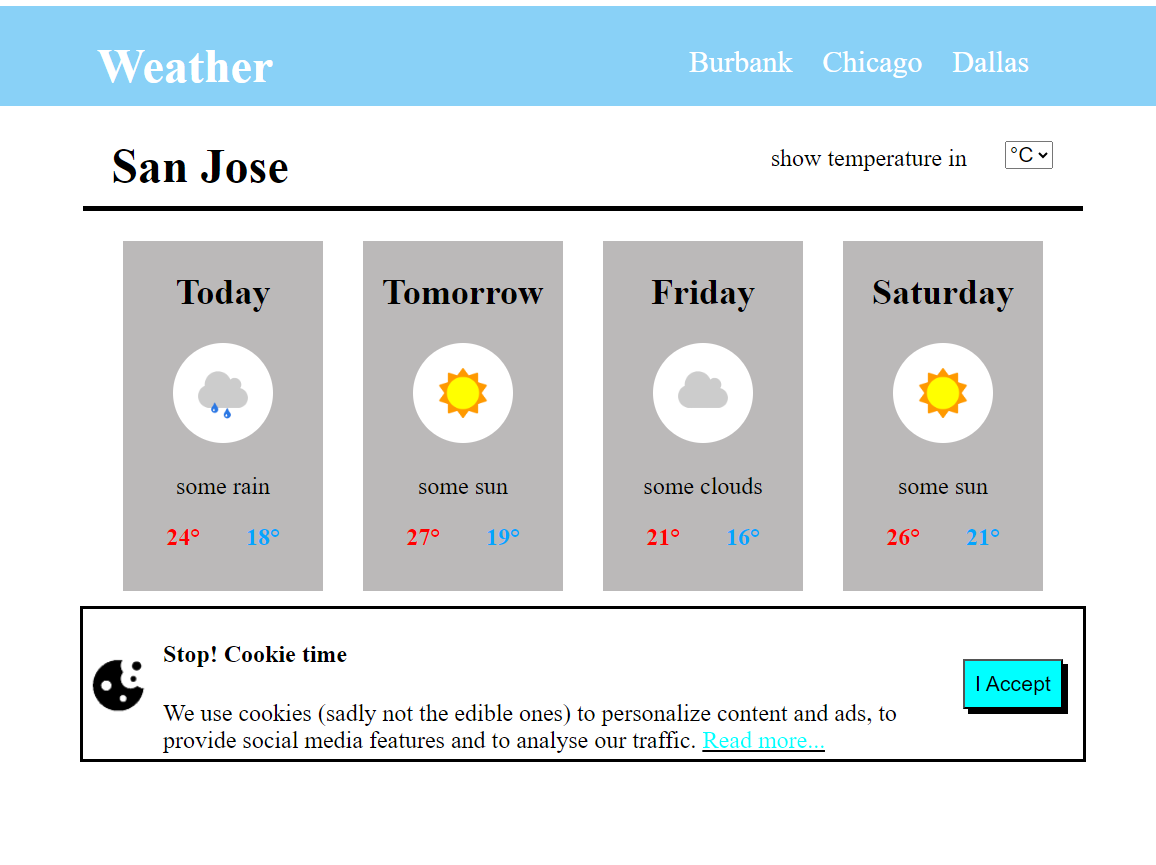 Weather
Burbank Chicago Dallas
San Jose
show temperature in °C
Today
Tomorrow
Friday
Saturday
some rain
some sun
some clouds
some sun
24° 18°
27° 19°
21° 16°
26° 21°
Stop! Cookie time
We use cookies (sadly not the edible ones) to personalize content and ads, to
provide social media features and to analyse our traffic. Read more...
I Accept